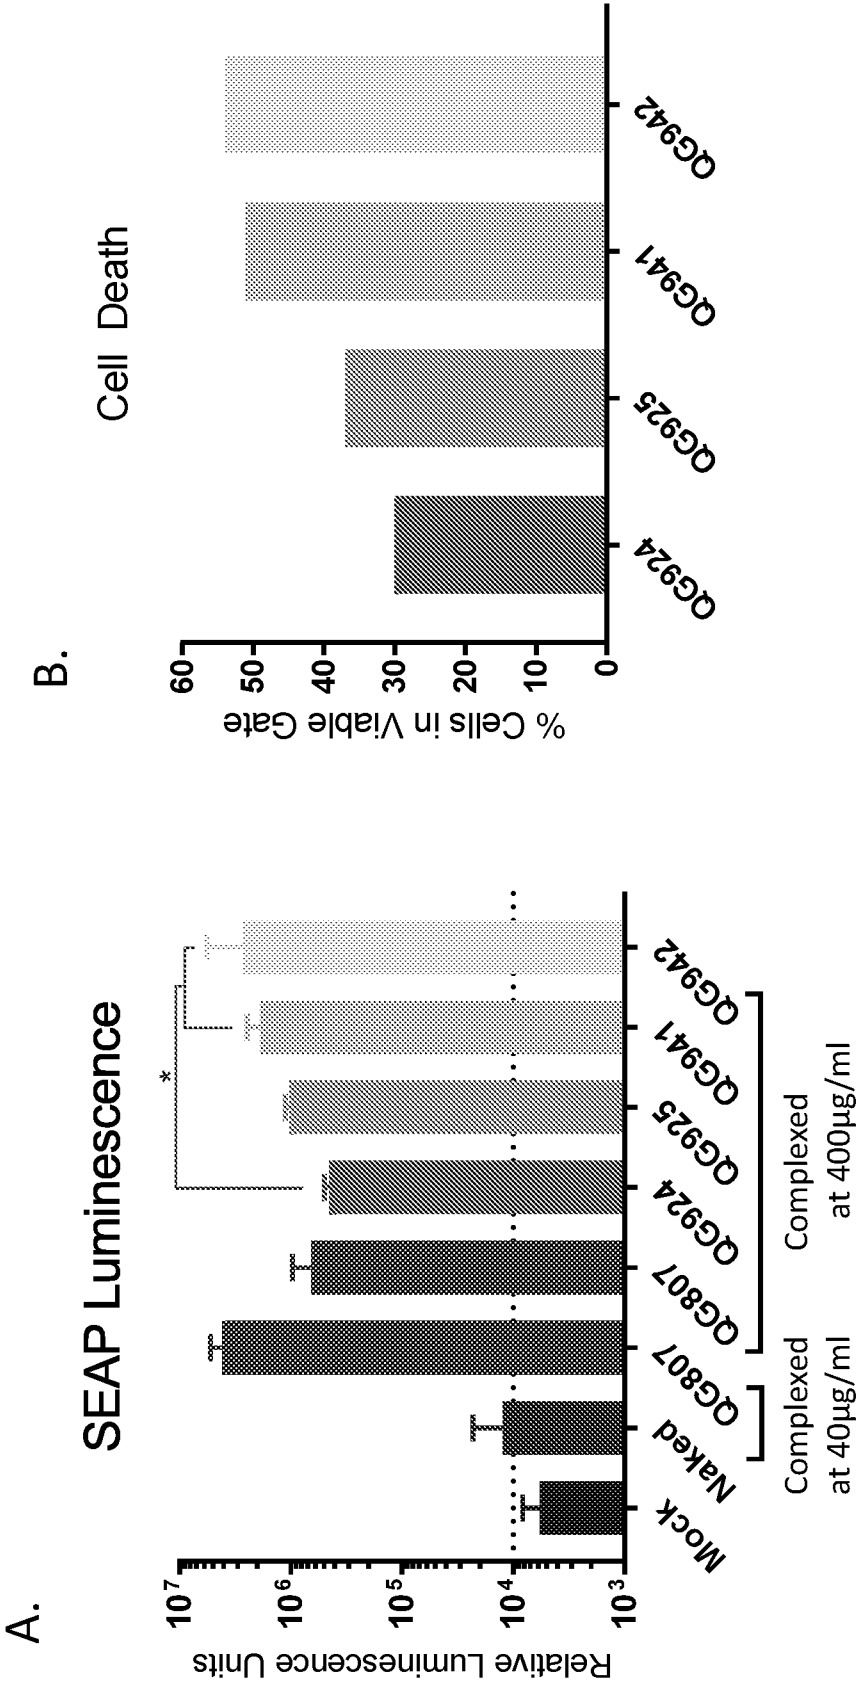 A.
SEAP Luminescence
Relative Luminescence Units
10⁷
10⁶
10⁵
10⁴
10³
*
Mock
Naked
QG807
QG807
QG924
QG925
QG941
QG942
Complexed
at 40µg/ml
Complexed
at 400µg/ml
B.
Cell Death
% Cells in Viable Gate
60
50
40
30
20
10
0
QG924
QG925
QG941
QG942